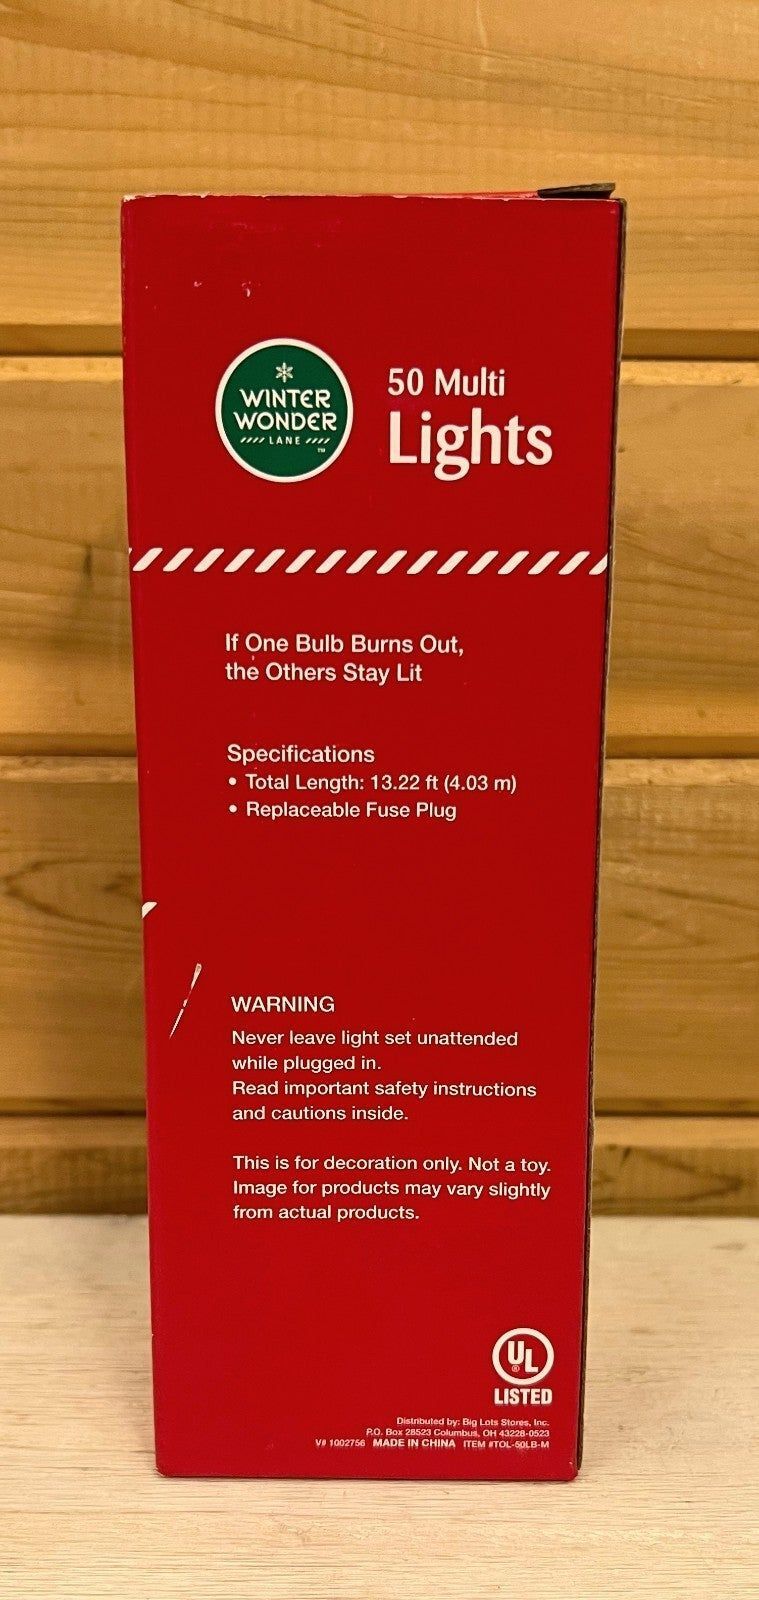 WINTER
WONDER
LANE
TM
50 Multi
Lights
If One Bulb Burns Out,
the Others Stay Lit
Specifications
• Total Length: 13.22 ft (4.03 m)
• Replaceable Fuse Plug
WARNING
Never leave light set unattended
while plugged in.
Read important safety instructions
and cautions inside.
This is for decoration only. Not a toy.
Image for products may vary slightly
from actual products.
UL
®
LISTED
Distributed by: Big Lots Stores, Inc.
P.O. Box 28523 Columbus, OH 43228-0523
V# 1002756 MADE IN CHINA ITEM #TOL-50LB-M